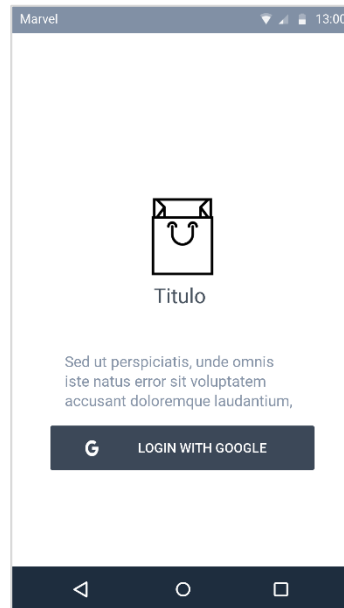 Marvel 13:00
Titulo
Sed ut perspiciatis, unde omnis
iste natus error sit voluptatem
accusant doloremque laudantium,
G LOGIN WITH GOOGLE